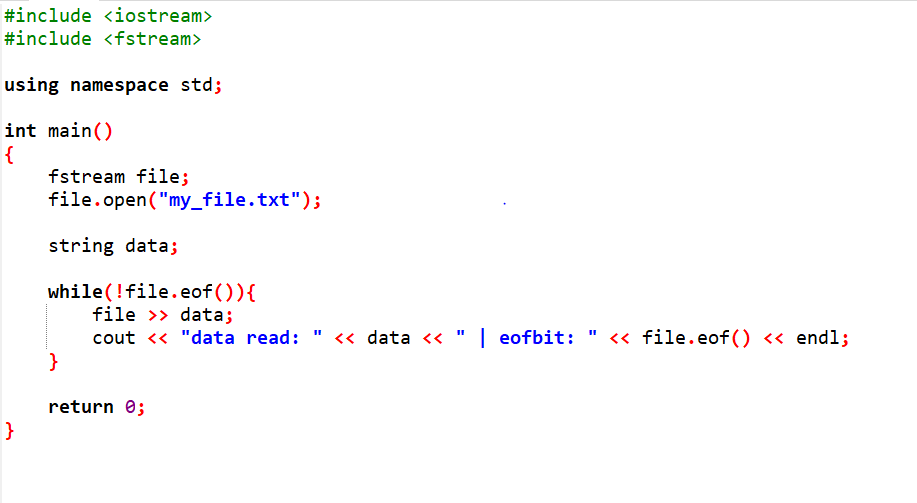 #include <iostream>
#include <fstream>
using namespace std;
int main()
{
fstream file;
file.open("my_file.txt");
string data;
while(!file.eof()){
file >> data;
cout << "data read: " << data << " | eofbit: " << file.eof() << endl;
}
return 0;
}